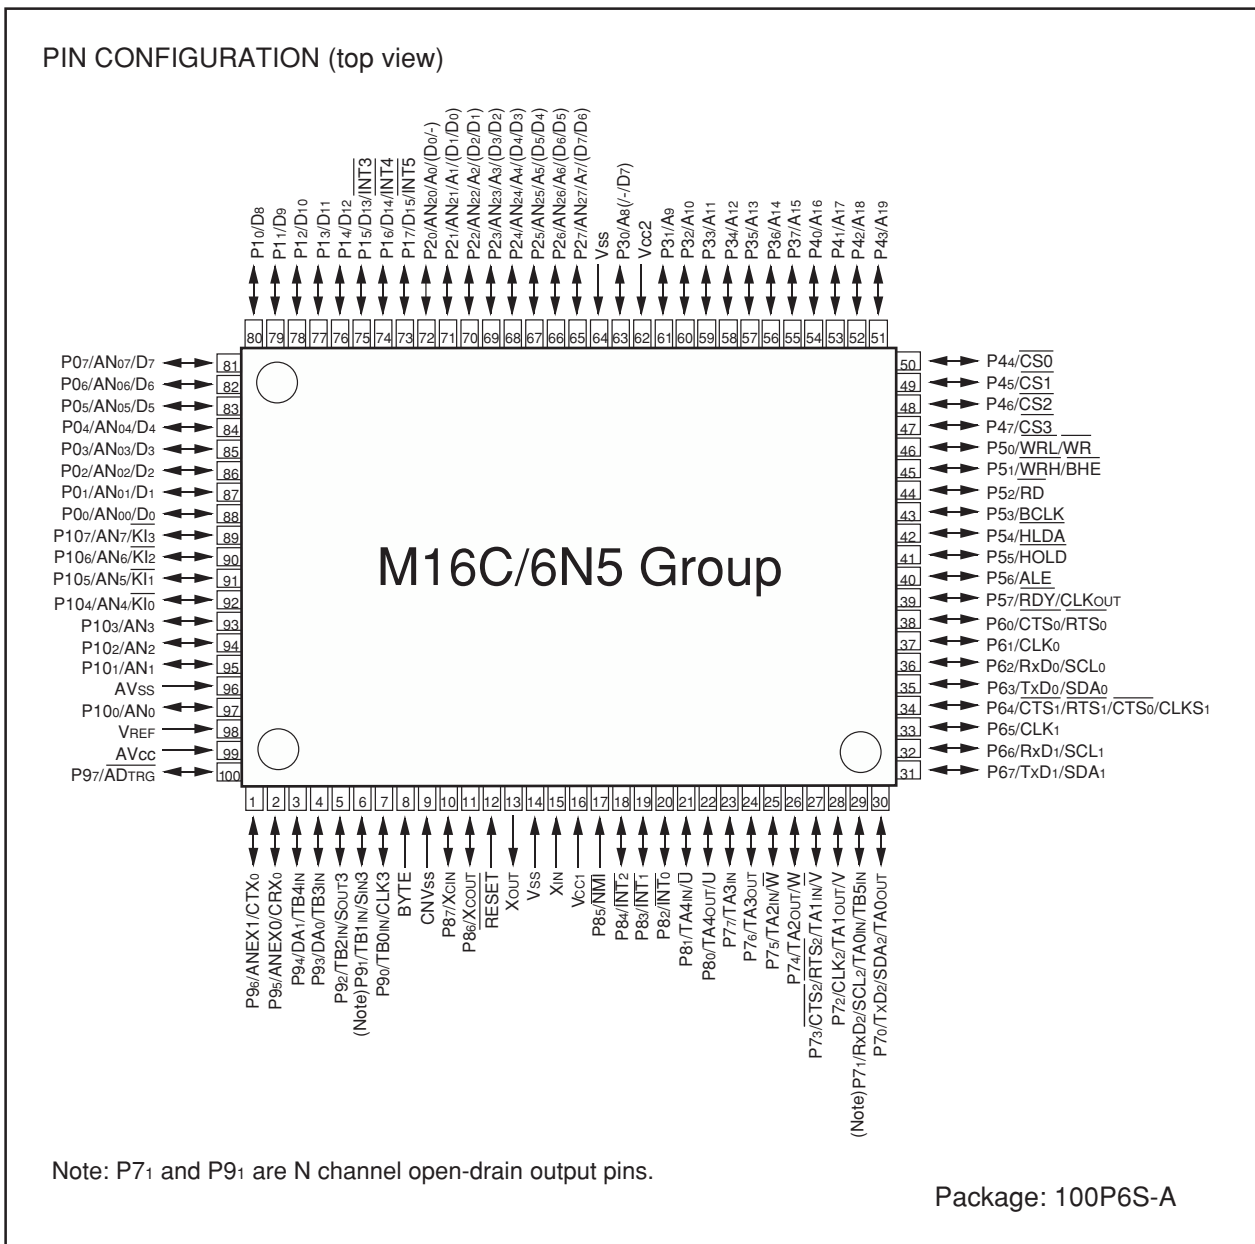 PIN CONFIGURATION (top view)
P10/D8
P11/D9
P12/D10
P13/D11
P14/D12
P15/D13/INT3
P16/D14/INT4
P17/D15/INT5
P20/AN20/A0/(D0/-)
P21/AN21/A1/(D1/D0)
P22/AN22/A2/(D2/D1)
P23/AN23/A3/(D3/D2)
P24/AN24/A4/(D4/D3)
P25/AN25/A5/(D5/D4)
P26/AN26/A6/(D6/D5)
P27/AN27/A7/(D7/D6)
Vss
P30/A8(/-/D7)
Vcc2
P31/A9
P32/A10
P33/A11
P34/A12
P35/A13
P36/A14
P37/A15
P40/A16
P41/A17
P42/A18
P43/A19
80 79 78 77 76 75 74 73 72 71 70 69 68 67 66 65 64 63 62 61 60 59 58 57 56 55 54 53 52 51
P07/AN07/D7 81
P06/AN06/D6 82
P05/AN05/D5 83
P04/AN04/D4 84
P03/AN03/D3 85
P02/AN02/D2 86
P01/AN01/D1 87
P00/AN00/D0 88
P107/AN7/KI3 89
P106/AN6/KI2 90
P105/AN5/KI1 91
P104/AN4/KI0 92
P103/AN3 93
P102/AN2 94
P101/AN1 95
AVSS 96
P100/AN0 97
VREF 98
AVCC 99
P97/ADTRG 100
M16C/6N5 Group
50 P44/CS0
49 P45/CS1
48 P46/CS2
47 P47/CS3
46 P50/WRL/WR
45 P51/WRH/BHE
44 P52/RD
43 P53/BCLK
42 P54/HLDA
41 P55/HOLD
40 P56/ALE
39 P57/RDY/CLKOUT
38 P60/CTS0/RTS0
37 P61/CLK0
36 P62/RxD0/SCL0
35 P63/TxD0/SDA0
34 P64/CTS1/RTS1/CTS0/CLKS1
33 P65/CLK1
32 P66/RxD1/SCL1
31 P67/TxD1/SDA1
1 2 3 4 5 6 7 8 9 10 11 12 13 14 15 16 17 18 19 20 21 22 23 24 25 26 27 28 29 30
P96/ANEX1/CTX0
P95/ANEX0/CRX0
P94/DA1/TB4IN
P93/DA0/TB3IN
P92/TB2IN/SOUT3
(Note) P91/TB1IN/SIN3
P90/TB0IN/CLK3
BYTE
CNVss
P87/XCIN
P86/XCOUT
RESET
XOUT
VSS
XIN
VCC1
P85/NMI
P84/INT2
P83/INT1
P82/INT0
P81/TA4IN/U
P80/TA4OUT/U
P77/TA3IN
P76/TA3OUT
P75/TA2IN/W
P74/TA2OUT/W
P73/CTS2/RTS2/TA1IN/V
P72/CLK2/TA1OUT/V
(Note) P71/RxD2/SCL2/TA0IN/TB5IN
P70/TxD2/SDA2/TA0OUT
Note: P71 and P91 are N channel open-drain output pins.
Package: 100P6S-A